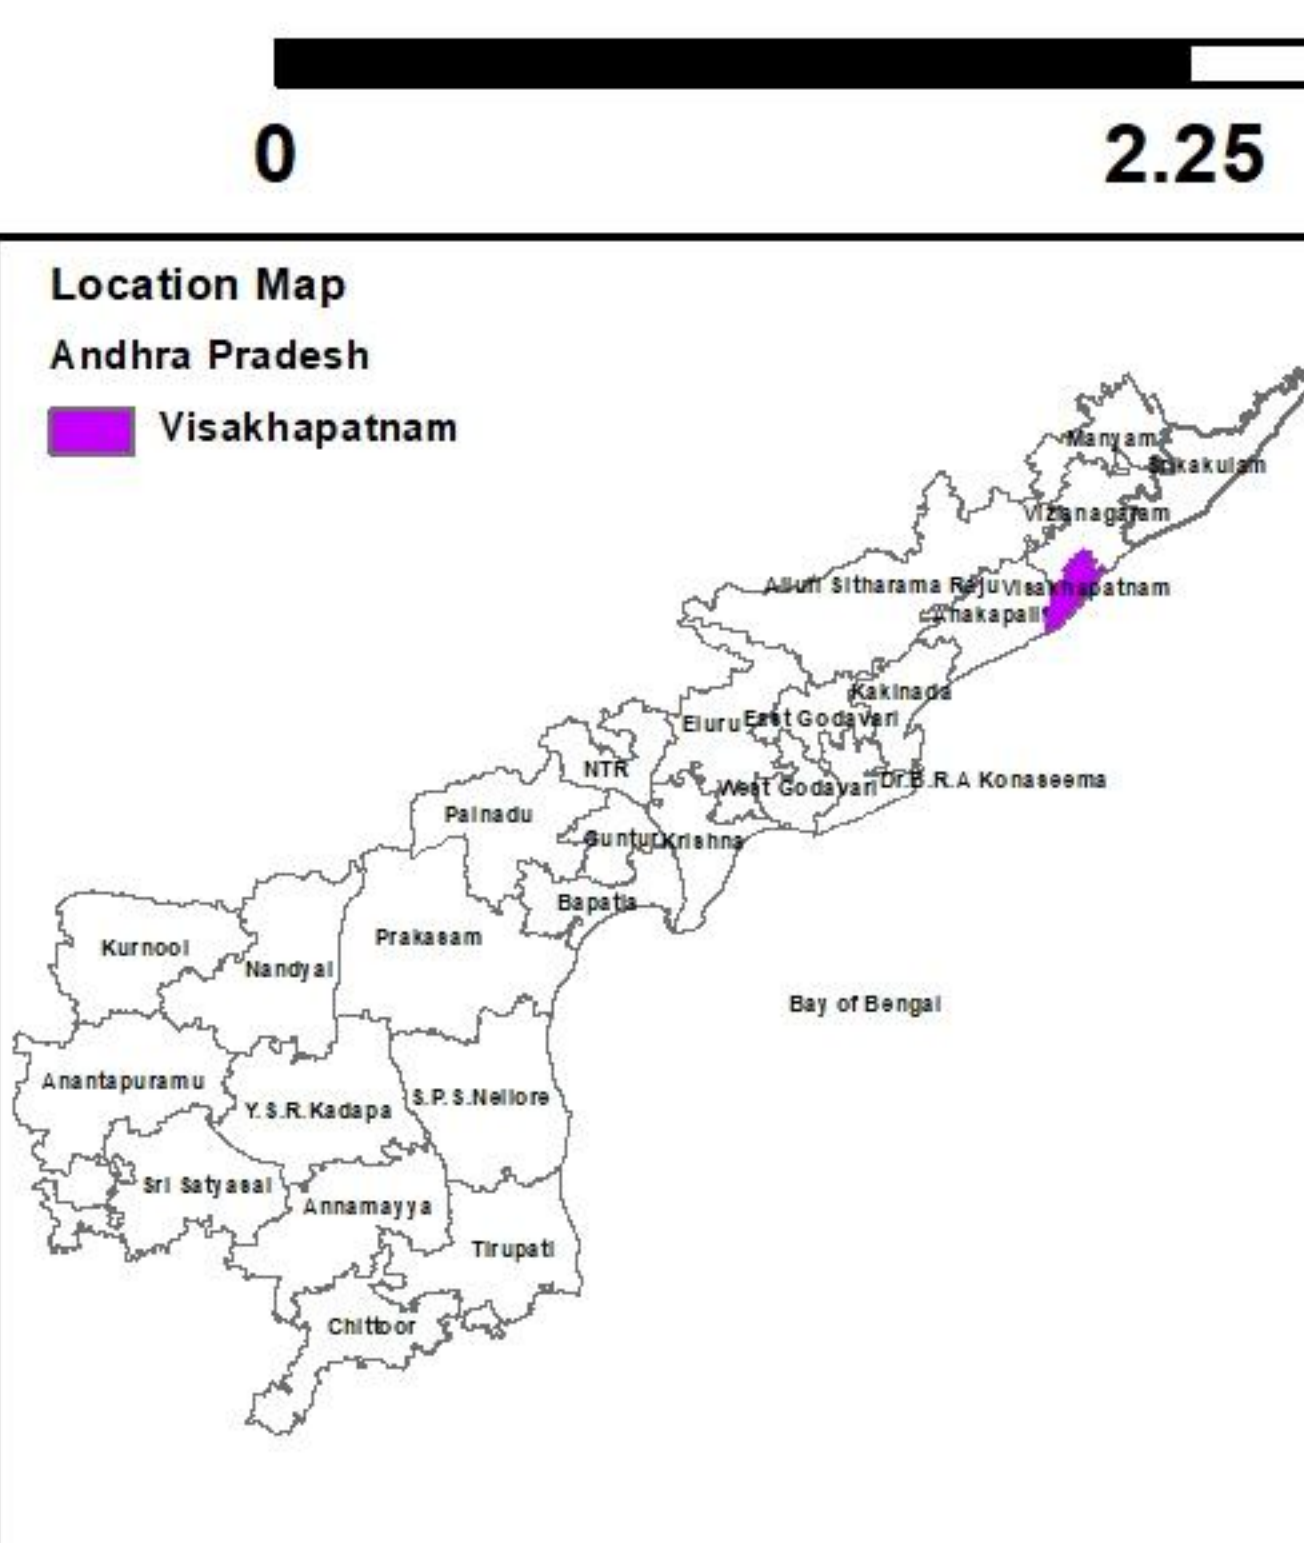 0 2.25
Location Map
Andhra Pradesh
Visakhapatnam
Manyam
Srikakulam
Vizianagaram
Alluri Sitharama Raju
Visakhapatnam
Anakapalli
Kakinada
Eluru
East Godavari
NTR
West Godavari
Dr.B.R.A Konaseema
Palnadu
Guntur
Krishna
Bapatla
Prakasam
Kurnool
Nandyal
Bay of Bengal
Anantapuramu
Y.S.R.Kadapa
S.P.S.Nellore
Sri Satyasai
Annamayya
Tirupati
Chittoor